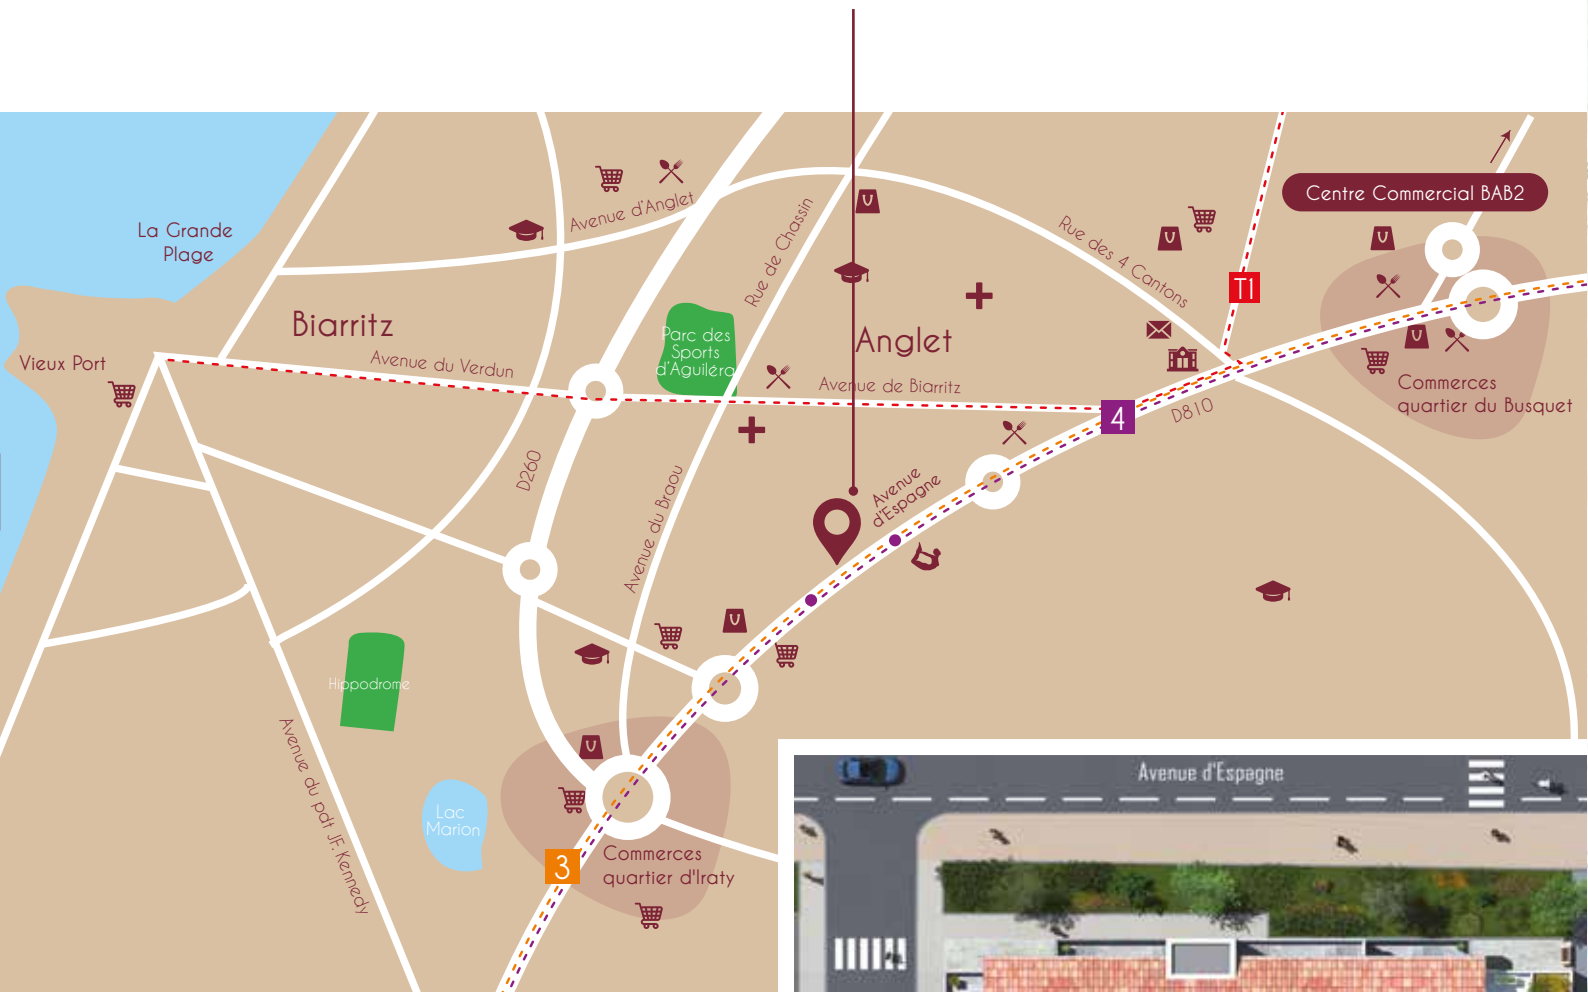 Centre Commercial BAB2
Avenue d'Anglet
La Grande
Plage
Rue de Chassin
Rue des 4 Cantons
T1
Biarritz
Parc des
Sports
d'Aguiléra
Anglet
Vieux Port
Avenue du Verdun
Avenue de Biarritz
Commerces
quartier du Busquet
4
D810
D260
Avenue du Braou
Avenue
d'Espagne
Hippodrome
Avenue du pdt JF. Kennedy
Lac
Marion
3
Commerces
quartier d'Iraty
Avenue d'Espagne